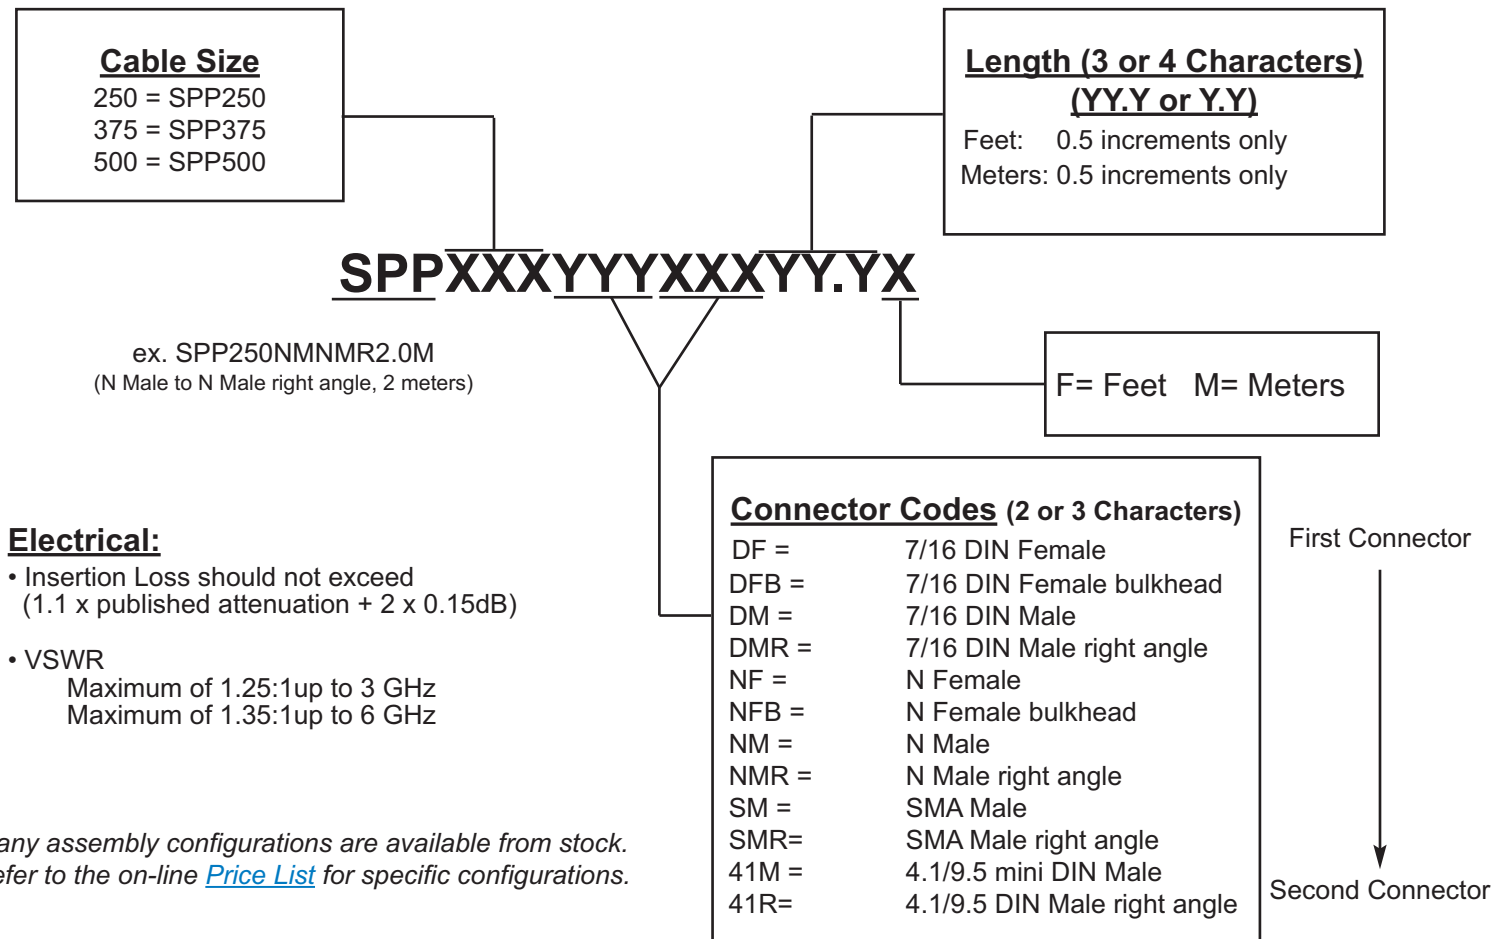 Cable Size
250 = SPP250
375 = SPP375
500 = SPP500
Length (3 or 4 Characters)
(YY.Y or Y.Y)
Feet: 0.5 increments only
Meters: 0.5 increments only
SPPXXXYYYXXXYY.YX
ex. SPP250NMNMR2.0M
(N Male to N Male right angle, 2 meters)
F= Feet M= Meters
Electrical:
• Insertion Loss should not exceed
(1.1 x published attenuation + 2 x 0.15dB)
• VSWR
Maximum of 1.25:1up to 3 GHz
Maximum of 1.35:1up to 6 GHz
any assembly configurations are available from stock.
efer to the on-line Price List for specific configurations.
Connector Codes (2 or 3 Characters)
DF = 7/16 DIN Female
DFB = 7/16 DIN Female bulkhead
DM = 7/16 DIN Male
DMR = 7/16 DIN Male right angle
NF = N Female
NFB = N Female bulkhead
NM = N Male
NMR = N Male right angle
SM = SMA Male
SMR= SMA Male right angle
41M = 4.1/9.5 mini DIN Male
41R= 4.1/9.5 DIN Male right angle
First Connector
Second Connector